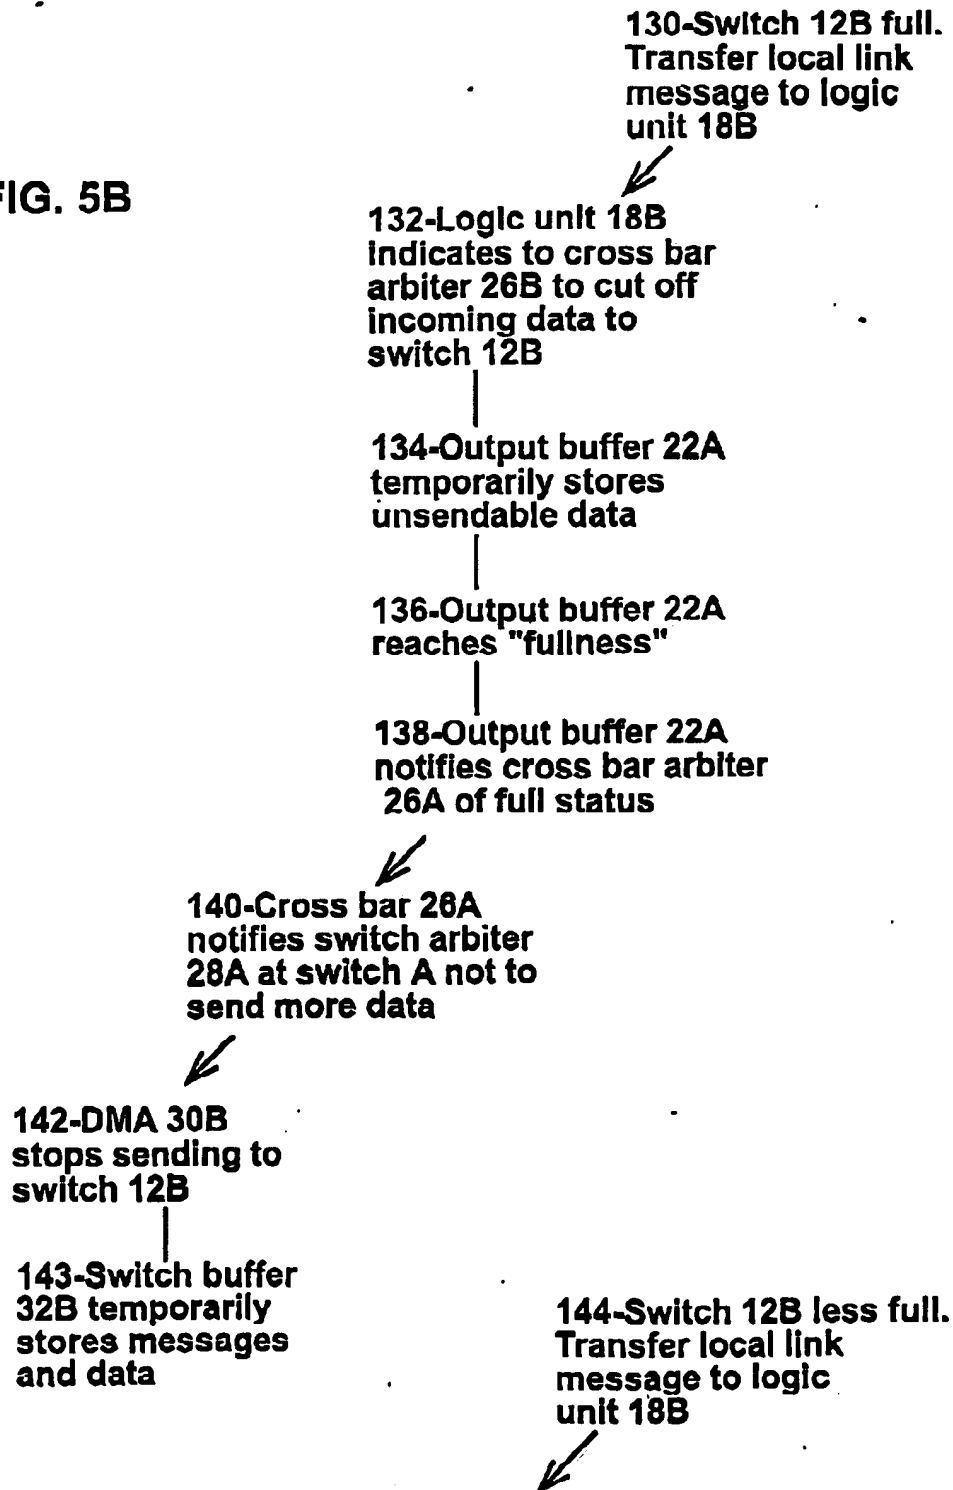 130-Switch 12B full.
Transfer local link
message to logic
unit 18B
FIG. 5B
132-Logic unit 18B
indicates to cross bar
arbiter 26B to cut off
incoming data to
switch 12B
134-Output buffer 22A
temporarily stores
unsendable data
136-Output buffer 22A
reaches "fullness"
138-Output buffer 22A
notifies cross bar arbiter
26A of full status
140-Cross bar 26A
notifies switch arbiter
28A at switch A not to
send more data
142-DMA 30B
stops sending to
switch 12B
143-Switch buffer
32B temporarily
stores messages
and data
144-Switch 12B less full.
Transfer local link
message to logic
unit 18B